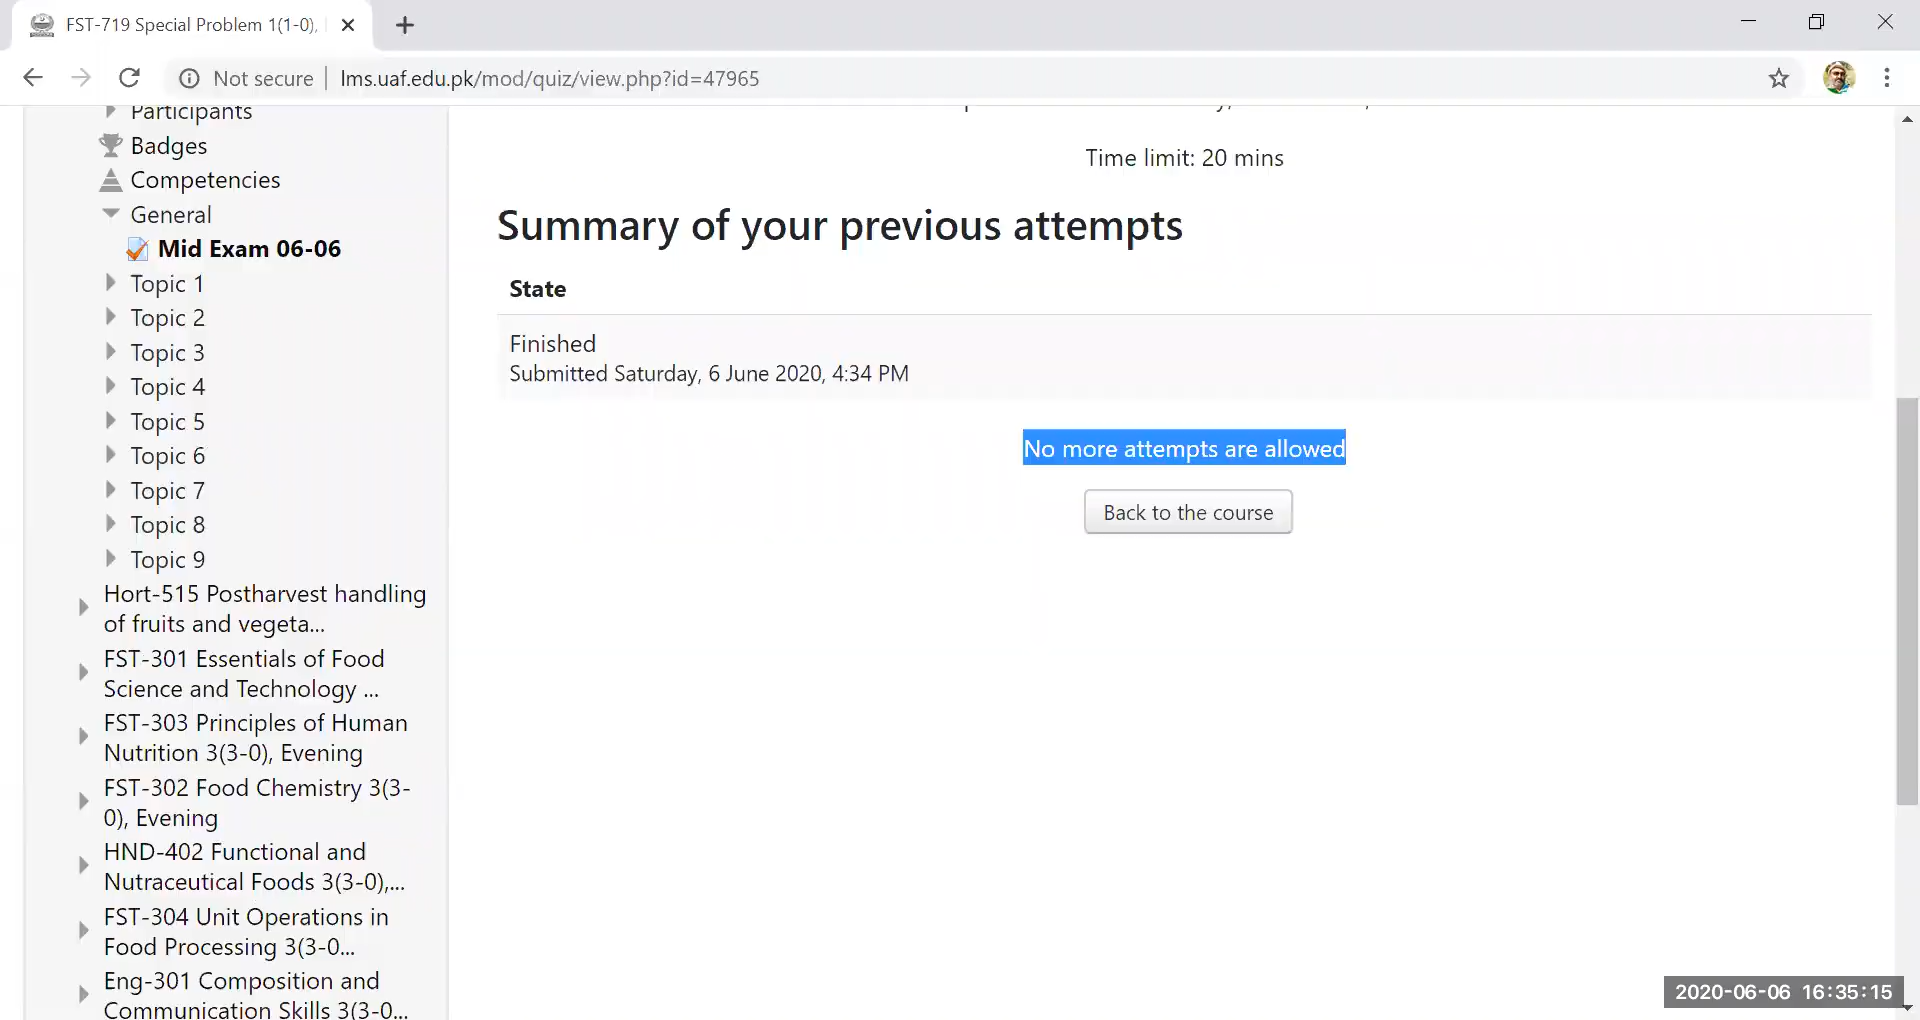 FST-719 Special Problem 1(1-0),
Not secure
lms.uaf.edu.pk/mod/quiz/view.php?id=47965
Participants
Badges
Competencies
General
Mid Exam 06-06
Topic 1
Topic 2
Topic 3
Topic 4
Topic 5
Topic 6
Topic 7
Topic 8
Topic 9
Hort-515 Postharvest handling
of fruits and vegeta...
FST-301 Essentials of Food
Science and Technology ...
FST-303 Principles of Human
Nutrition 3(3-0), Evening
FST-302 Food Chemistry 3(3-
0), Evening
HND-402 Functional and
Nutraceutical Foods 3(3-0),...
FST-304 Unit Operations in
Food Processing 3(3-0...
Eng-301 Composition and
Communication Skills 3(3-0...
Time limit: 20 mins
Summary of your previous attempts
State
Finished
Submitted Saturday, 6 June 2020, 4:34 PM
No more attempts are allowed
Back to the course
2020-06-06 16:35:15